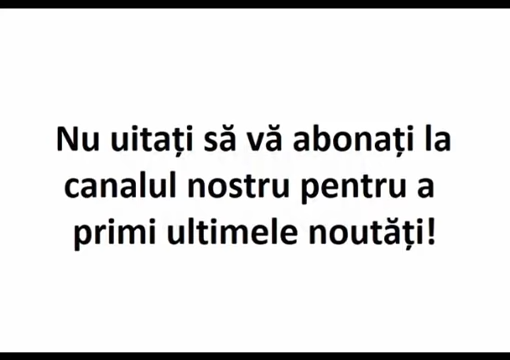 Nu uitați să vă abonați la
canalul nostru pentru a
primi ultimele noutăți!